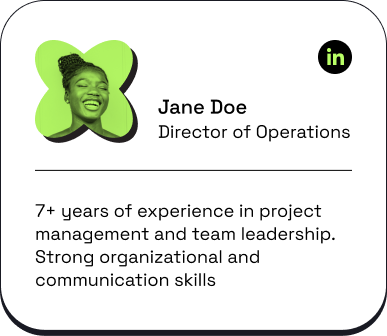 in
Jane Doe
Director of Operations
7+ years of experience in project
management and team leadership.
Strong organizational and
communication skills